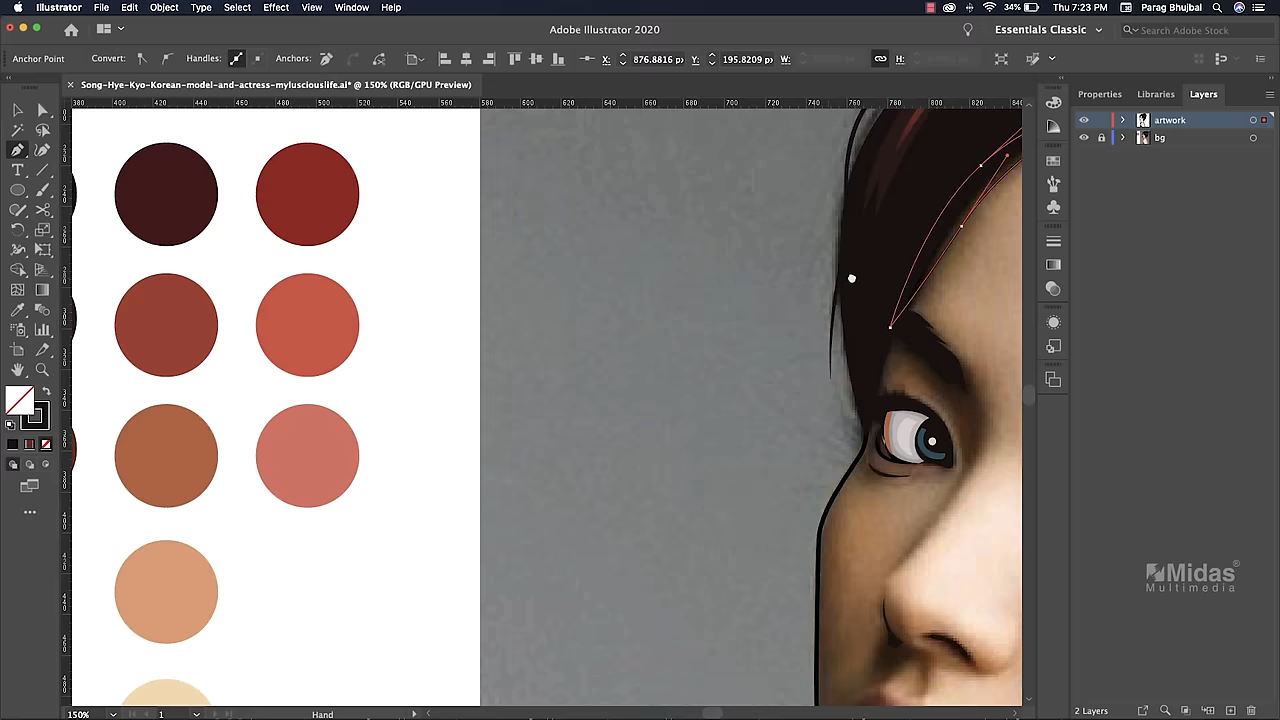 Illustrator File Edit Object Type Select Effect View Window Help 34% Thu 7:23 PM Parag Bhujbal
Adobe Illustrator 2020 Essentials Classic Search Adobe Stock
Anchor Point Convert: Handles: Anchors: X: 876.8816 px Y: 195.8209 px W: H:
× Song-Hye-Kyo-Korean-model-and-actress-myluscious​life.ai* @ 150% (RGB/GPU Preview)
Properties Libraries Layers
380 400 420 440 460 480 500 520 540 560 580 600 620 640 660 680 700 720 740 760 780 800 820 840
artwork
bg
Midas®
Multimedia
150% 1 Hand 2 Layers